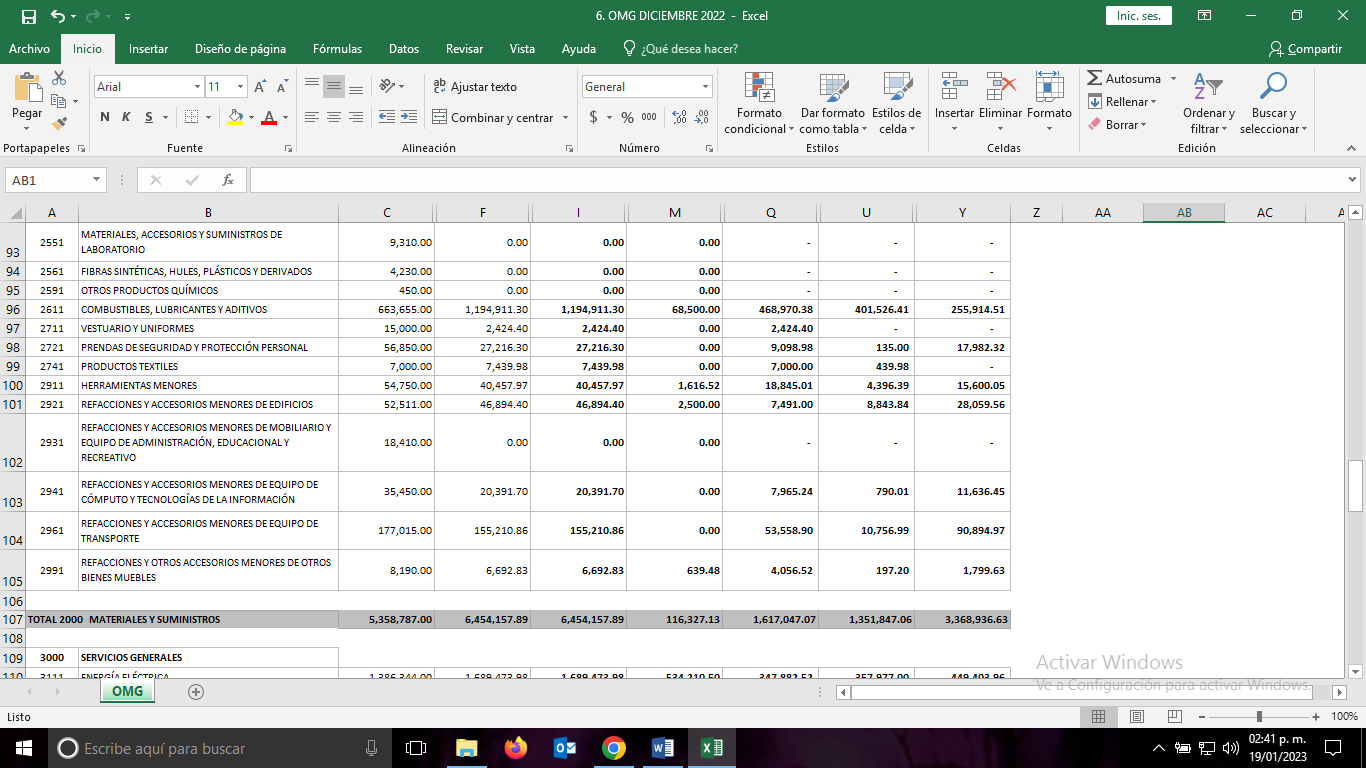 6. OMG DICIEMBRE 2022 - Excel
Inic. ses.
Archivo Inicio Insertar Diseño de página Fórmulas Datos Revisar Vista Ayuda ¿Qué desea hacer? Compartir
Pegar
Arial 11
N K S
Ajustar texto
Combinar y centrar
General
$ % 000
Formato condicional
Dar formato como tabla
Estilos de celda
Insertar Eliminar Formato
Autosuma
Rellenar
Borrar
Ordenar y filtrar
Buscar y seleccionar
Portapapeles Fuente Alineación Número Estilos Celdas Edición
AB1 fx
A B C F I M Q U Y Z AA AB AC
93 2551 MATERIALES, ACCESORIOS Y SUMINISTROS DE LABORATORIO 9,310.00 0.00 0.00 0.00 - - -
94 2561 FIBRAS SINTÉTICAS, HULES, PLÁSTICOS Y DERIVADOS 4,230.00 0.00 0.00 0.00 - - -
95 2591 OTROS PRODUCTOS QUÍMICOS 450.00 0.00 0.00 0.00 - - -
96 2611 COMBUSTIBLES, LUBRICANTES Y ADITIVOS 663,655.00 1,194,911.30 1,194,911.30 68,500.00 468,970.38 401,526.41 255,914.51
97 2711 VESTUARIO Y UNIFORMES 15,000.00 2,424.40 2,424.40 0.00 2,424.40 - -
98 2721 PRENDAS DE SEGURIDAD Y PROTECCIÓN PERSONAL 56,850.00 27,216.30 27,216.30 0.00 9,098.98 135.00 17,982.32
99 2741 PRODUCTOS TEXTILES 7,000.00 7,439.98 7,439.98 0.00 7,000.00 439.98 -
100 2911 HERRAMIENTAS MENORES 54,750.00 40,457.97 40,457.97 1,616.52 18,845.01 4,396.39 15,600.05
101 2921 REFACCIONES Y ACCESORIOS MENORES DE EDIFICIOS 52,511.00 46,894.40 46,894.40 2,500.00 7,491.00 8,843.84 28,059.56
102 2931 REFACCIONES Y ACCESORIOS MENORES DE MOBILIARIO Y EQUIPO DE ADMINISTRACIÓN, EDUCACIONAL Y RECREATIVO 18,410.00 0.00 0.00 0.00 - - -
103 2941 REFACCIONES Y ACCESORIOS MENORES DE EQUIPO DE CÓMPUTO Y TECNOLOGÍAS DE LA INFORMACIÓN 35,450.00 20,391.70 20,391.70 0.00 7,965.24 790.01 11,636.45
104 2961 REFACCIONES Y ACCESORIOS MENORES DE EQUIPO DE TRANSPORTE 177,015.00 155,210.86 155,210.86 0.00 53,558.90 10,756.99 90,894.97
105 2991 REFACCIONES Y OTROS ACCESORIOS MENORES DE OTROS BIENES MUEBLES 8,190.00 6,692.83 6,692.83 639.48 4,056.52 197.20 1,799.63
106
107 TOTAL 2000 MATERIALES Y SUMINISTROS 5,358,787.00 6,454,157.89 6,454,157.89 116,327.13 1,617,047.07 1,351,847.06 3,368,936.63
108
109 3000 SERVICIOS GENERALES
110 3111 ENERGÍA ELÉCTRICA
Activar Windows
Ve a Configuración para activar Windows.
OMG
Listo 100%
Escribe aquí para buscar
02:41 p. m.
19/01/2023